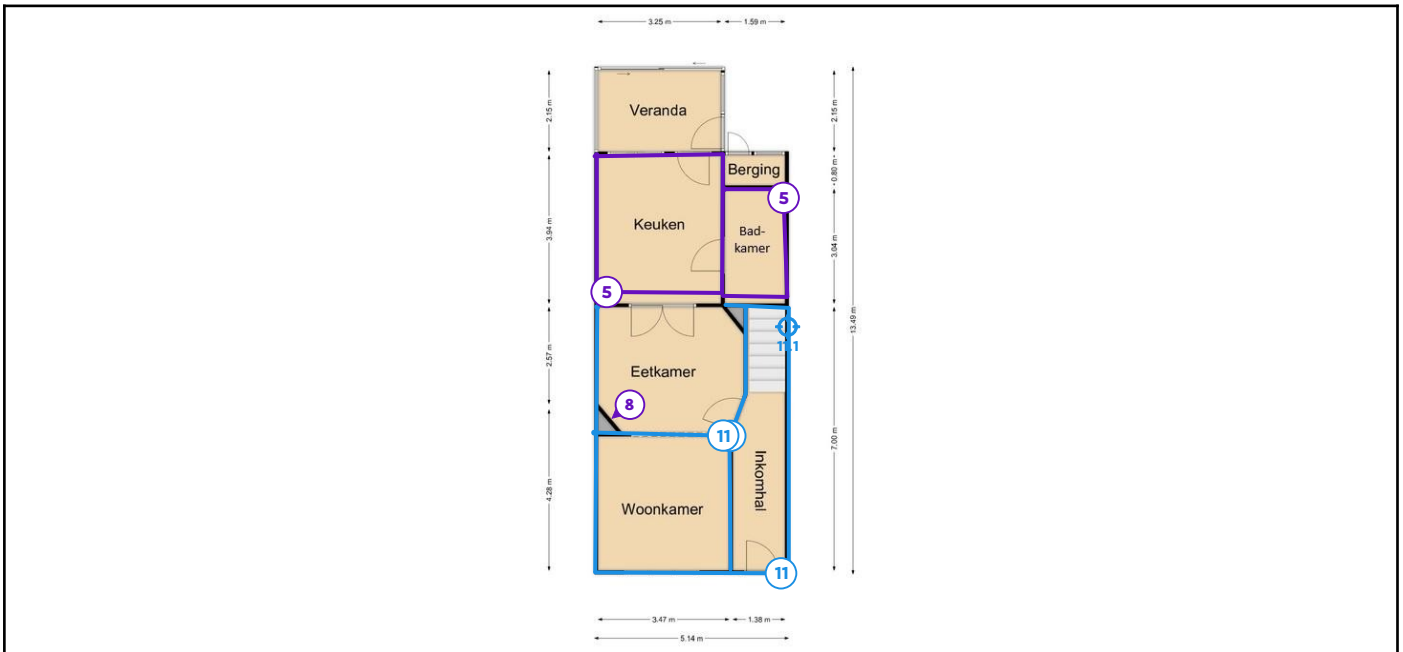 3.25 m
1.59 m
Veranda
2.15 m
2.15 m
Berging
0.80 m
5
Keuken
Bad-
kamer
3.94 m
3.04 m
5
11.1
13.49 m
2.57 m
Eetkamer
8
11
7.00 m
4.28 m
Woonkamer
Inkomhal
11
3.47 m
1.38 m
5.14 m